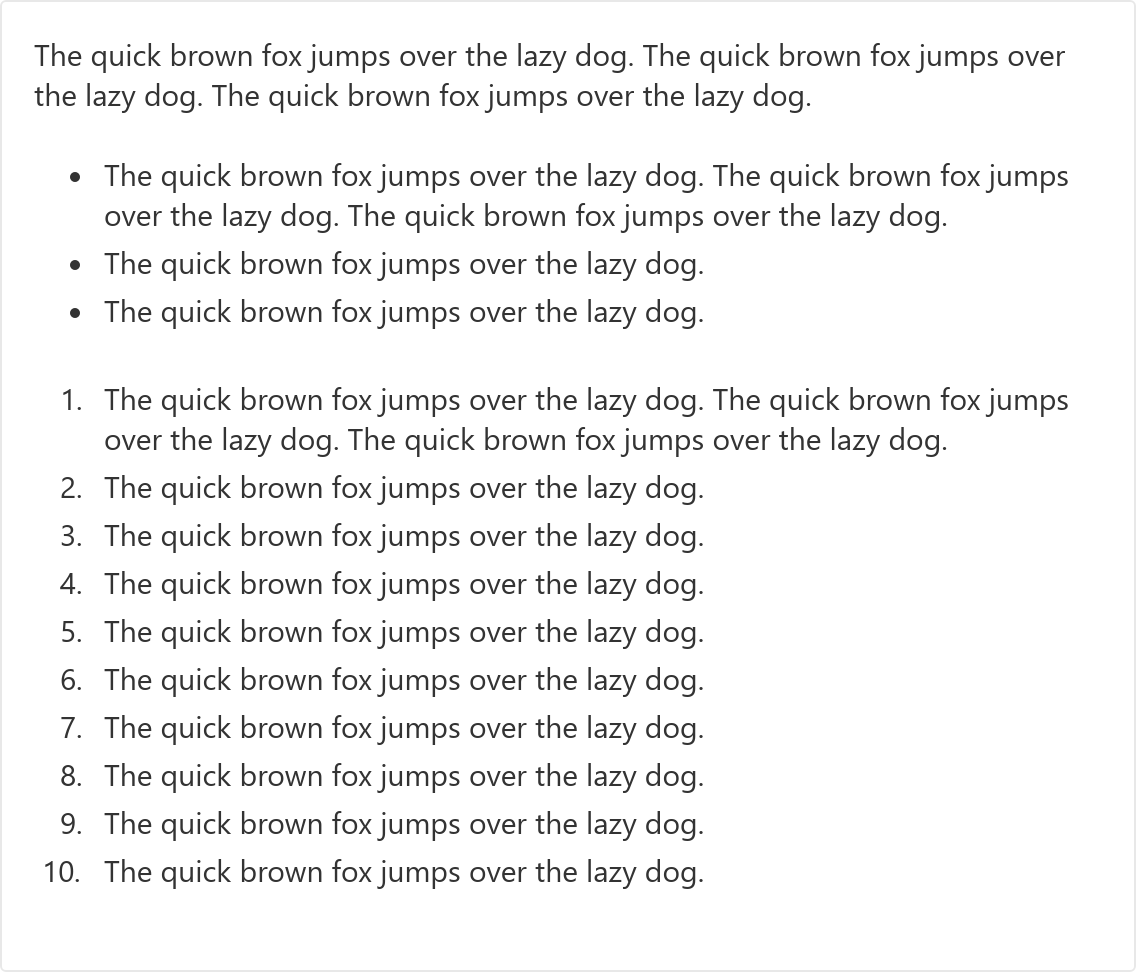 The quick brown fox jumps over the lazy dog. The quick brown fox jumps over
the lazy dog. The quick brown fox jumps over the lazy dog.
• The quick brown fox jumps over the lazy dog. The quick brown fox jumps
over the lazy dog. The quick brown fox jumps over the lazy dog.
• The quick brown fox jumps over the lazy dog.
• The quick brown fox jumps over the lazy dog.
1. The quick brown fox jumps over the lazy dog. The quick brown fox jumps
over the lazy dog. The quick brown fox jumps over the lazy dog.
2. The quick brown fox jumps over the lazy dog.
3. The quick brown fox jumps over the lazy dog.
4. The quick brown fox jumps over the lazy dog.
5. The quick brown fox jumps over the lazy dog.
6. The quick brown fox jumps over the lazy dog.
7. The quick brown fox jumps over the lazy dog.
8. The quick brown fox jumps over the lazy dog.
9. The quick brown fox jumps over the lazy dog.
10. The quick brown fox jumps over the lazy dog.